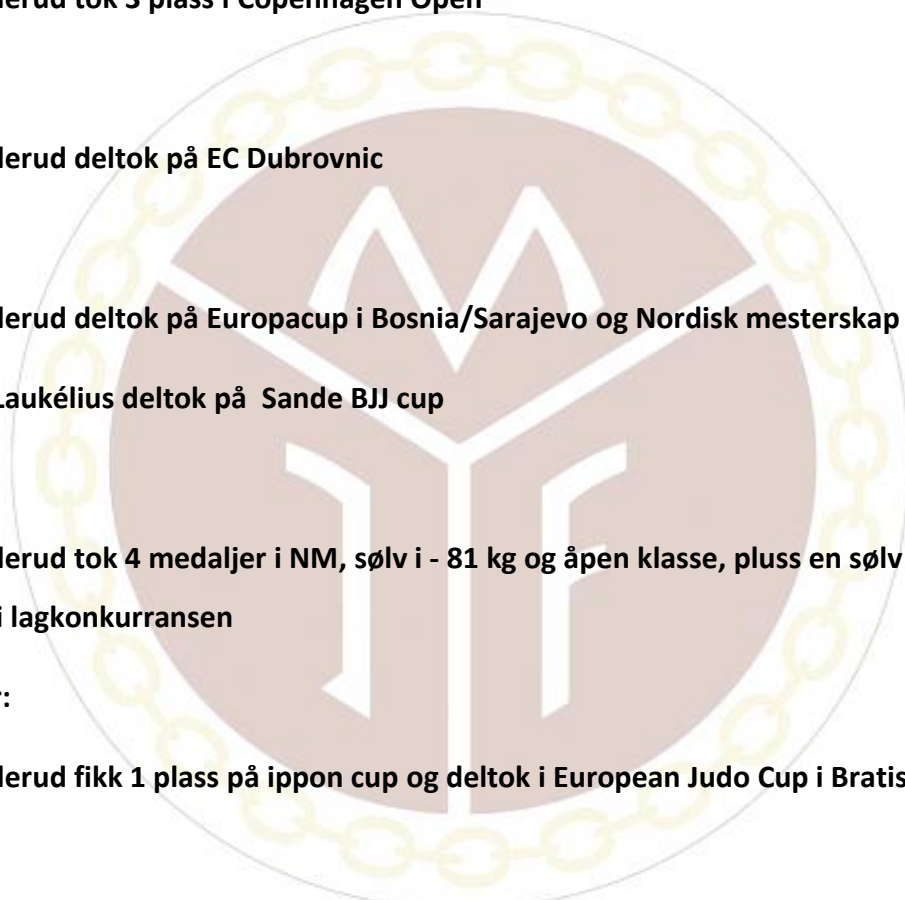 lerud tok 3 plass i Copenhagen Open
lerud deltok på EC Dubrovnic
lerud deltok på Europacup i Bosnia/Sarajevo og Nordisk mesterskap
Laukélius deltok på Sande BJJ cup
lerud tok 4 medaljer i NM, sølv i - 81 kg og åpen klasse, pluss en sølv
i lagkonkurransen
r:
lerud fikk 1 plass på ippon cup og deltok i European Judo Cup i Bratis
M J F